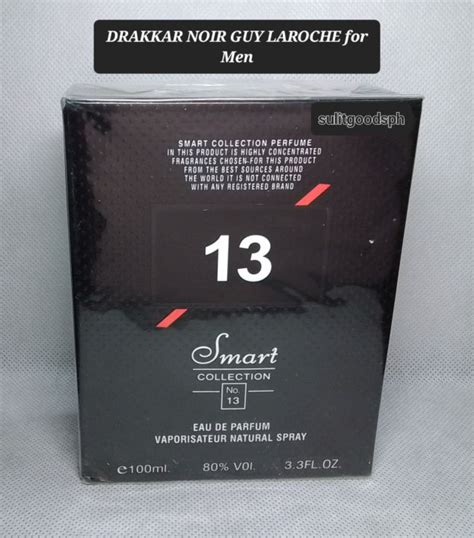 DRAKKAR NOIR GUY LAROCHE for
Men
sulitgoodsph
SMART COLLECTION PERFUME
IN THIS PRODUCT IS HIGHLY CONCENTRATED
FRAGRANCES CHOSEN-FOR THIS PRODUCT
FROM THE BEST SOURCES AROUND
THE WORLD IT IS NOT CONNECTED
WITH ANY REGISTERED BRAND
13
Smart
COLLECTION
No.
13
EAU DE PARFUM
VAPORISATEUR NATURAL SPRAY
e100ml. 80% VOl. 3.3FL.OZ.